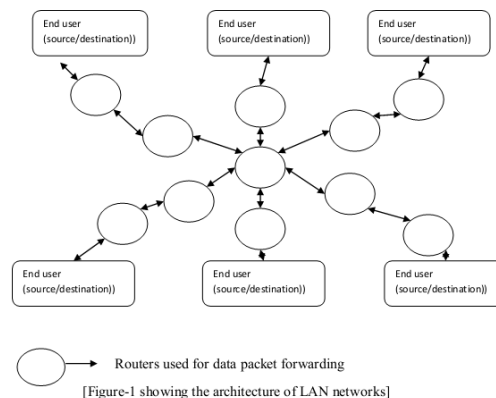 End user
(source/destination))
End user
(source/destination))
End user
(source/destination))
End user
(source/destination))
End user
(source/destination))
End user
(source/destination))
Routers used for data packet forwarding
[Figure-1 showing the architecture of LAN networks]